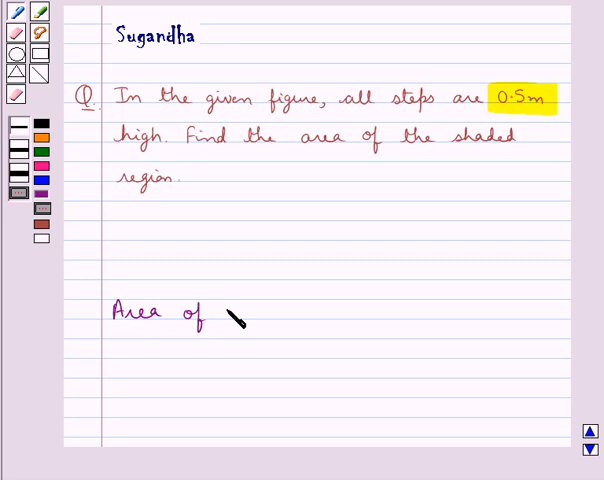 Sugandha
Q. In the given figure, all steps are 0.5m
high. Find the area of the shaded
region.
Area of